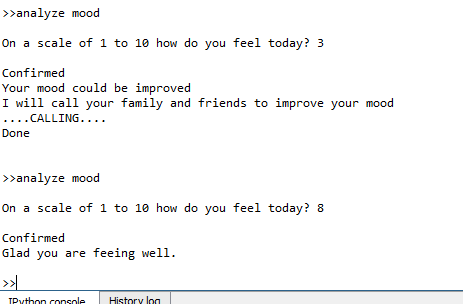 >>analyze mood
On a scale of 1 to 10 how do you feel today? 3
Confirmed
Your mood could be improved
I will call your family and friends to improve your mood
....CALLING....
Done
>>analyze mood
On a scale of 1 to 10 how do you feel today? 8
Confirmed
Glad you are feeing well.
>>
IPython console History log